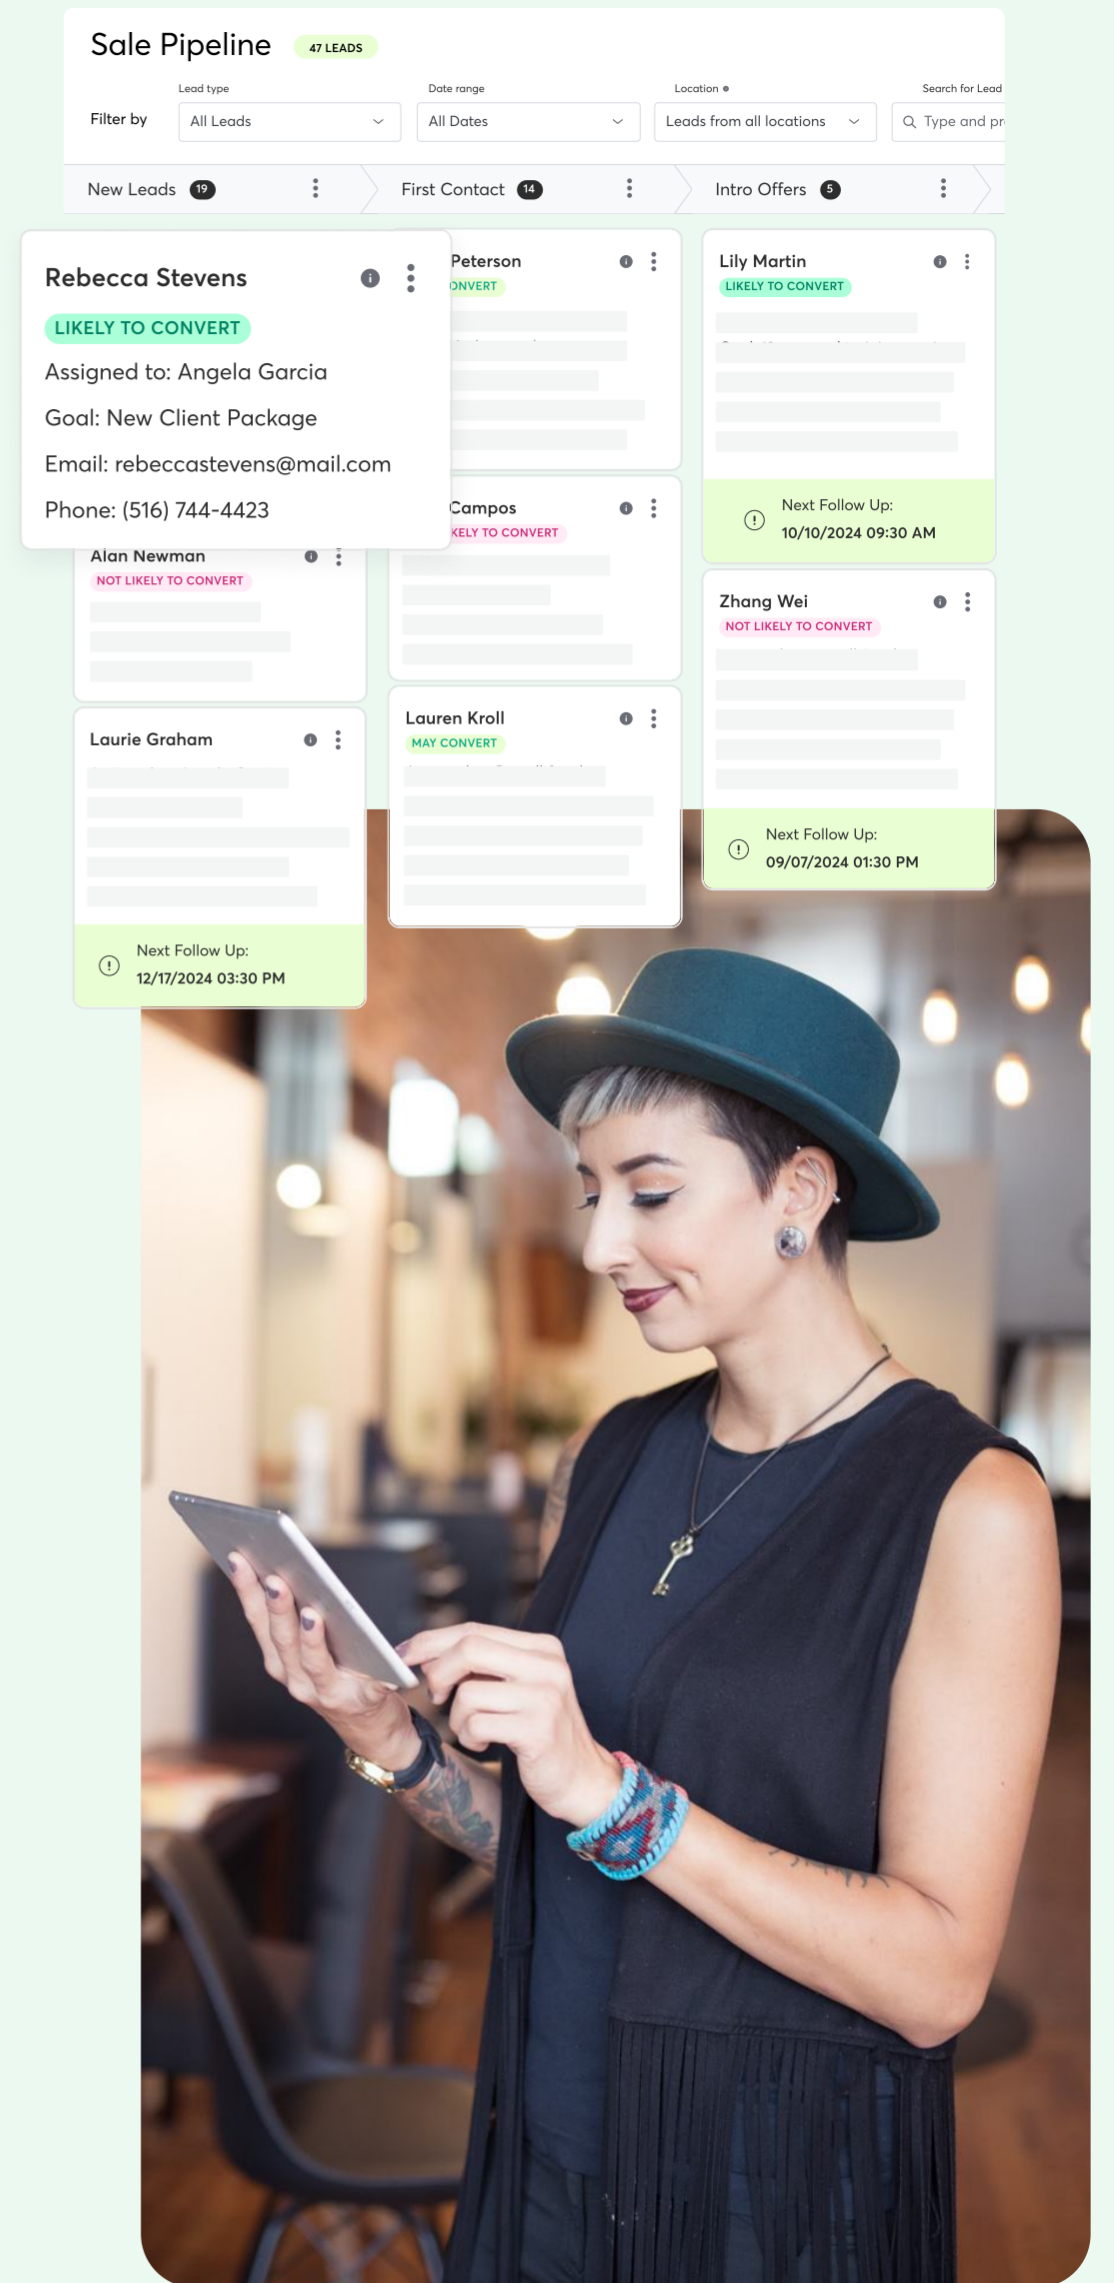 Sale Pipeline
47 LEADS
Filter by
Lead type
All Leads
Date range
All Dates
Location
Leads from all locations
Search for Lead
Type and
New Leads 19
First Contact 14
Intro Offers 5
Rebecca Stevens
LIKELY TO CONVERT
Assigned to: Angela Garcia
Goal: New Client Package
Email: rebeccastevens@mail.com
Phone: (516) 744-4423
Alan Newman
NOT LIKELY TO CONVERT
Laurie Graham
Next Follow Up:
12/17/2024 03:30 PM
Peterson
Campos
TO CONVERT
Lauren Kroll
MAY CONVERT
Lily Martin
LIKELY TO CONVERT
Next Follow Up:
10/10/2024 09:30 AM
Zhang Wei
NOT LIKELY TO CONVERT
Next Follow Up:
09/07/2024 01:30 PM